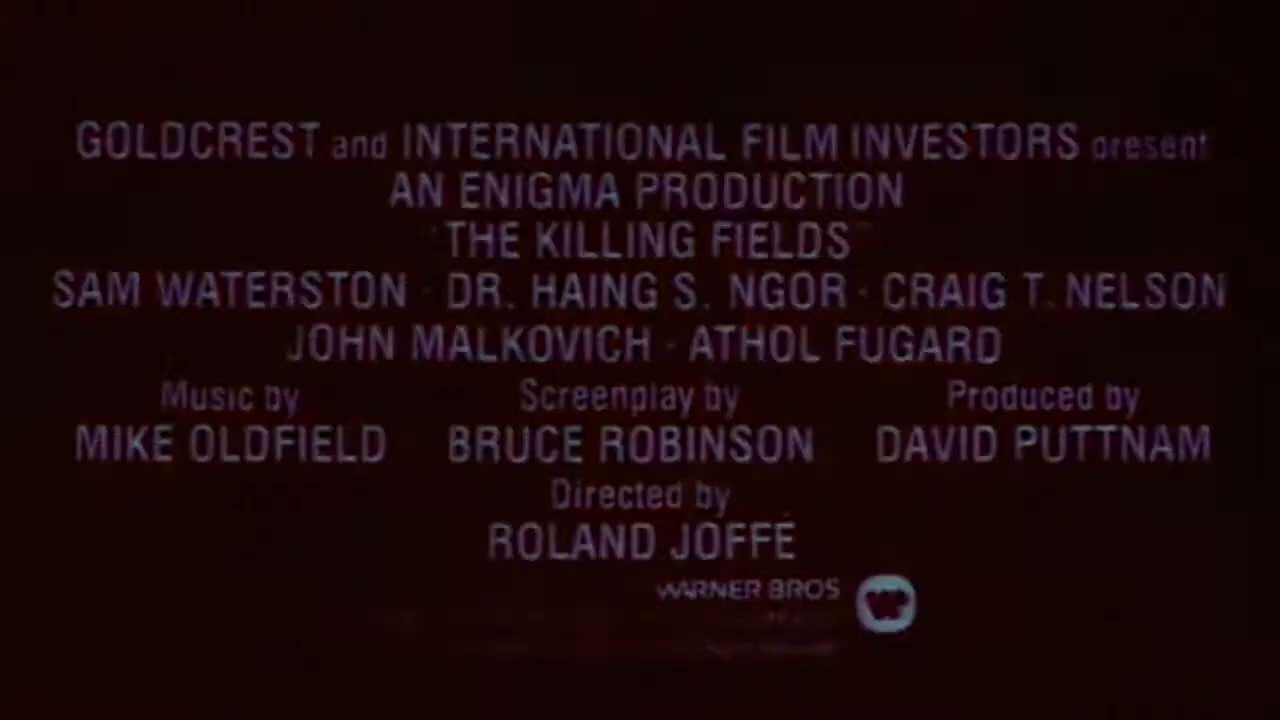 GOLDCREST and INTERNATIONAL FILM INVESTORS present
AN ENIGMA PRODUCTION
"THE KILLING FIELDS"
SAM WATERSTON · DR. HAING S. NGOR · CRAIG T. NELSON
JOHN MALKOVICH · ATHOL FUGARD
Music by Screenplay by Produced by
MIKE OLDFIELD BRUCE ROBINSON DAVID PUTTNAM
Directed by
ROLAND JOFFE
WARNER BROS